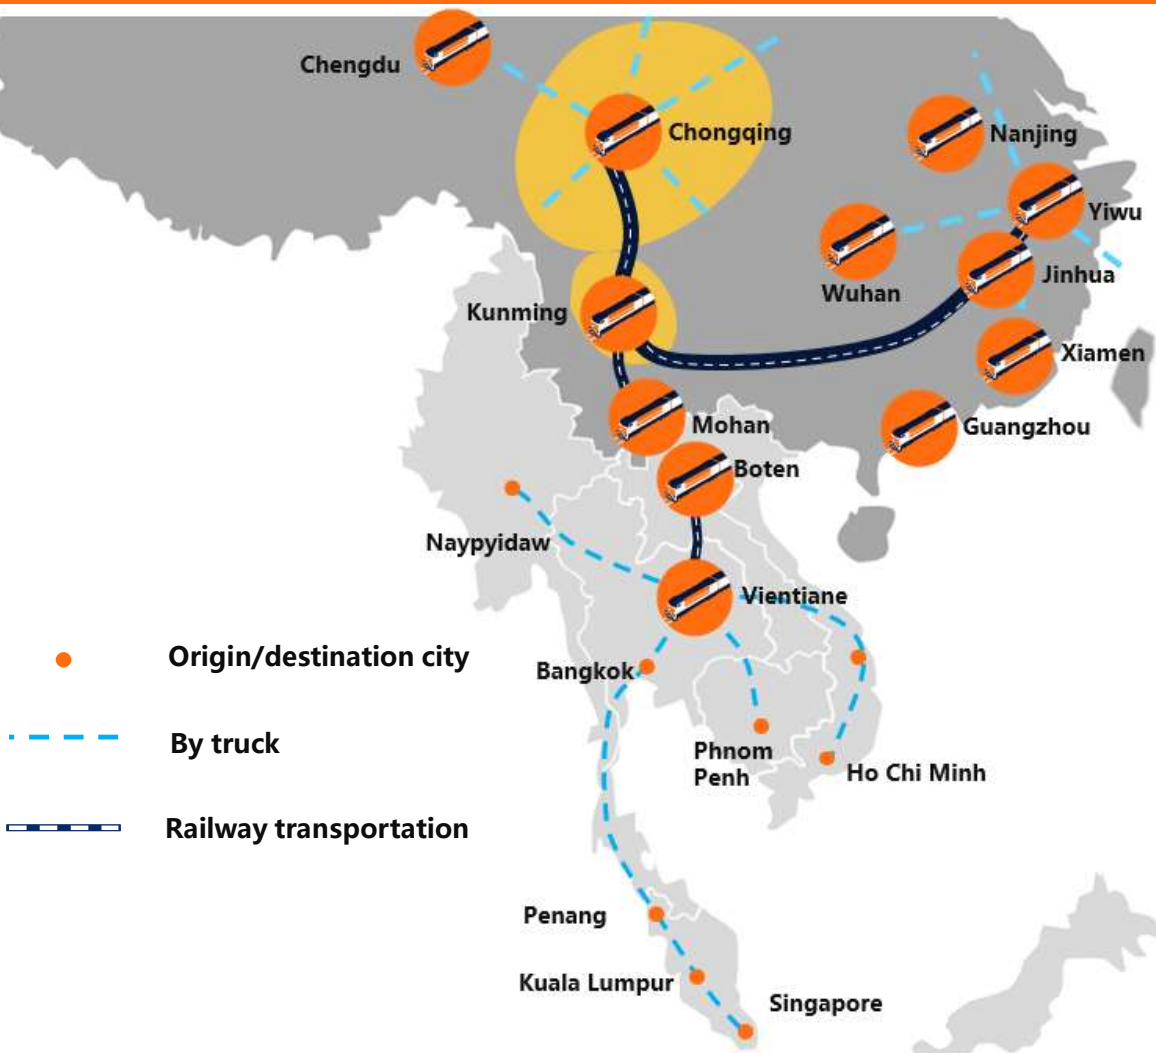 Chengdu
Chongqing
Nanjing
Yiwu
Wuhan
Jinhua
Kunming
Xiamen
Mohan
Guangzhou
Boten
Naypyidaw
Vientiane
Origin/destination city
Bangkok
By truck
Phnom
Penh
Ho Chi Minh
Railway transportation
Penang
Kuala Lumpur
Singapore